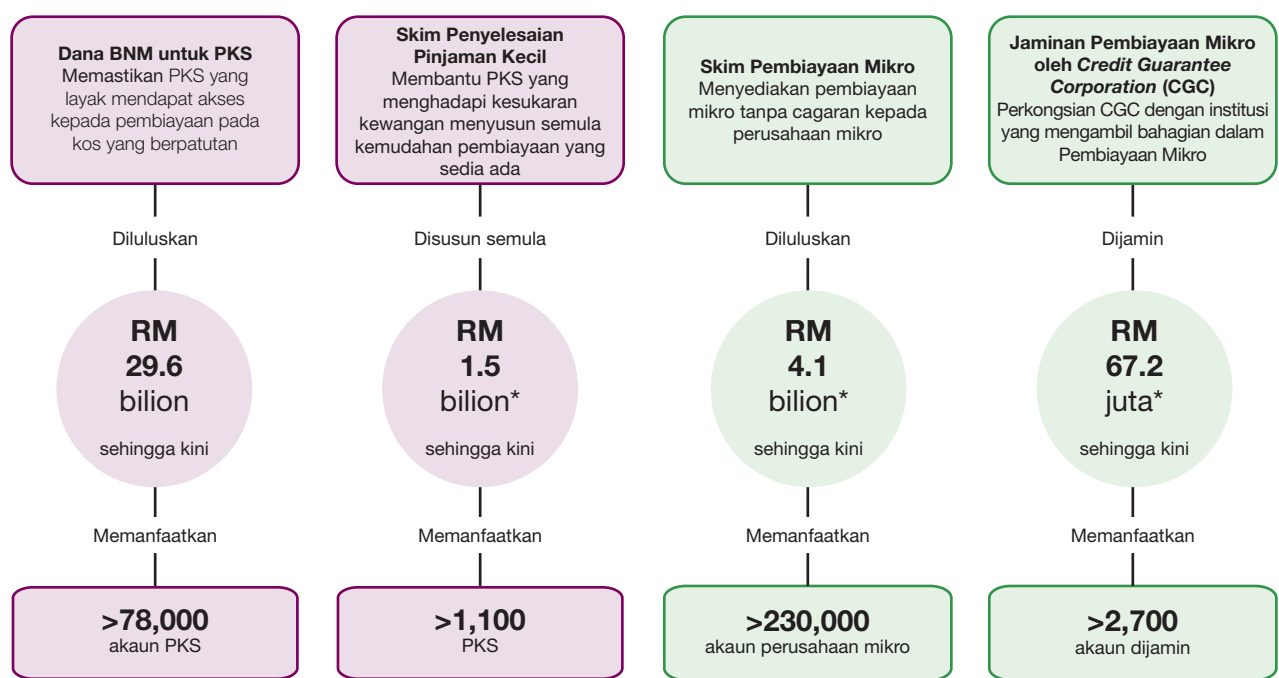 Dana BNM untuk PKS
Memastikan PKS yang
layak mendapat akses
kepada pembiayaan pada
kos yang berpatutan
Diluluskan
RM
29.6
bilion
sehingga kini
Memanfaatkan
>78,000
akaun PKS
Skim Penyelesaian
Pinjaman Kecil
Membantu PKS yang
menghadapi kesukaran
kewangan menyusun semula
kemudahan pembiayaan yang
sedia ada
Disusun semula
RM
1.5
bilion*
sehingga kini
Memanfaatkan
>1,100
PKS
Skim Pembiayaan Mikro
Menyediakan pembiayaan
mikro tanpa cagaran kepada
perusahaan mikro
Diluluskan
RM
4.1
bilion*
sehingga kini
Memanfaatkan
>230,000
akaun perusahaan mikro
Jaminan Pembiayaan Mikro
oleh Credit Guarantee
Corporation (CGC)
Perkongsian CGC dengan institusi
yang mengambil bahagian dalam
Pembiayaan Mikro
Dijamin
RM
67.2
juta*
sehingga kini
Memanfaatkan
>2,700
akaun dijamin